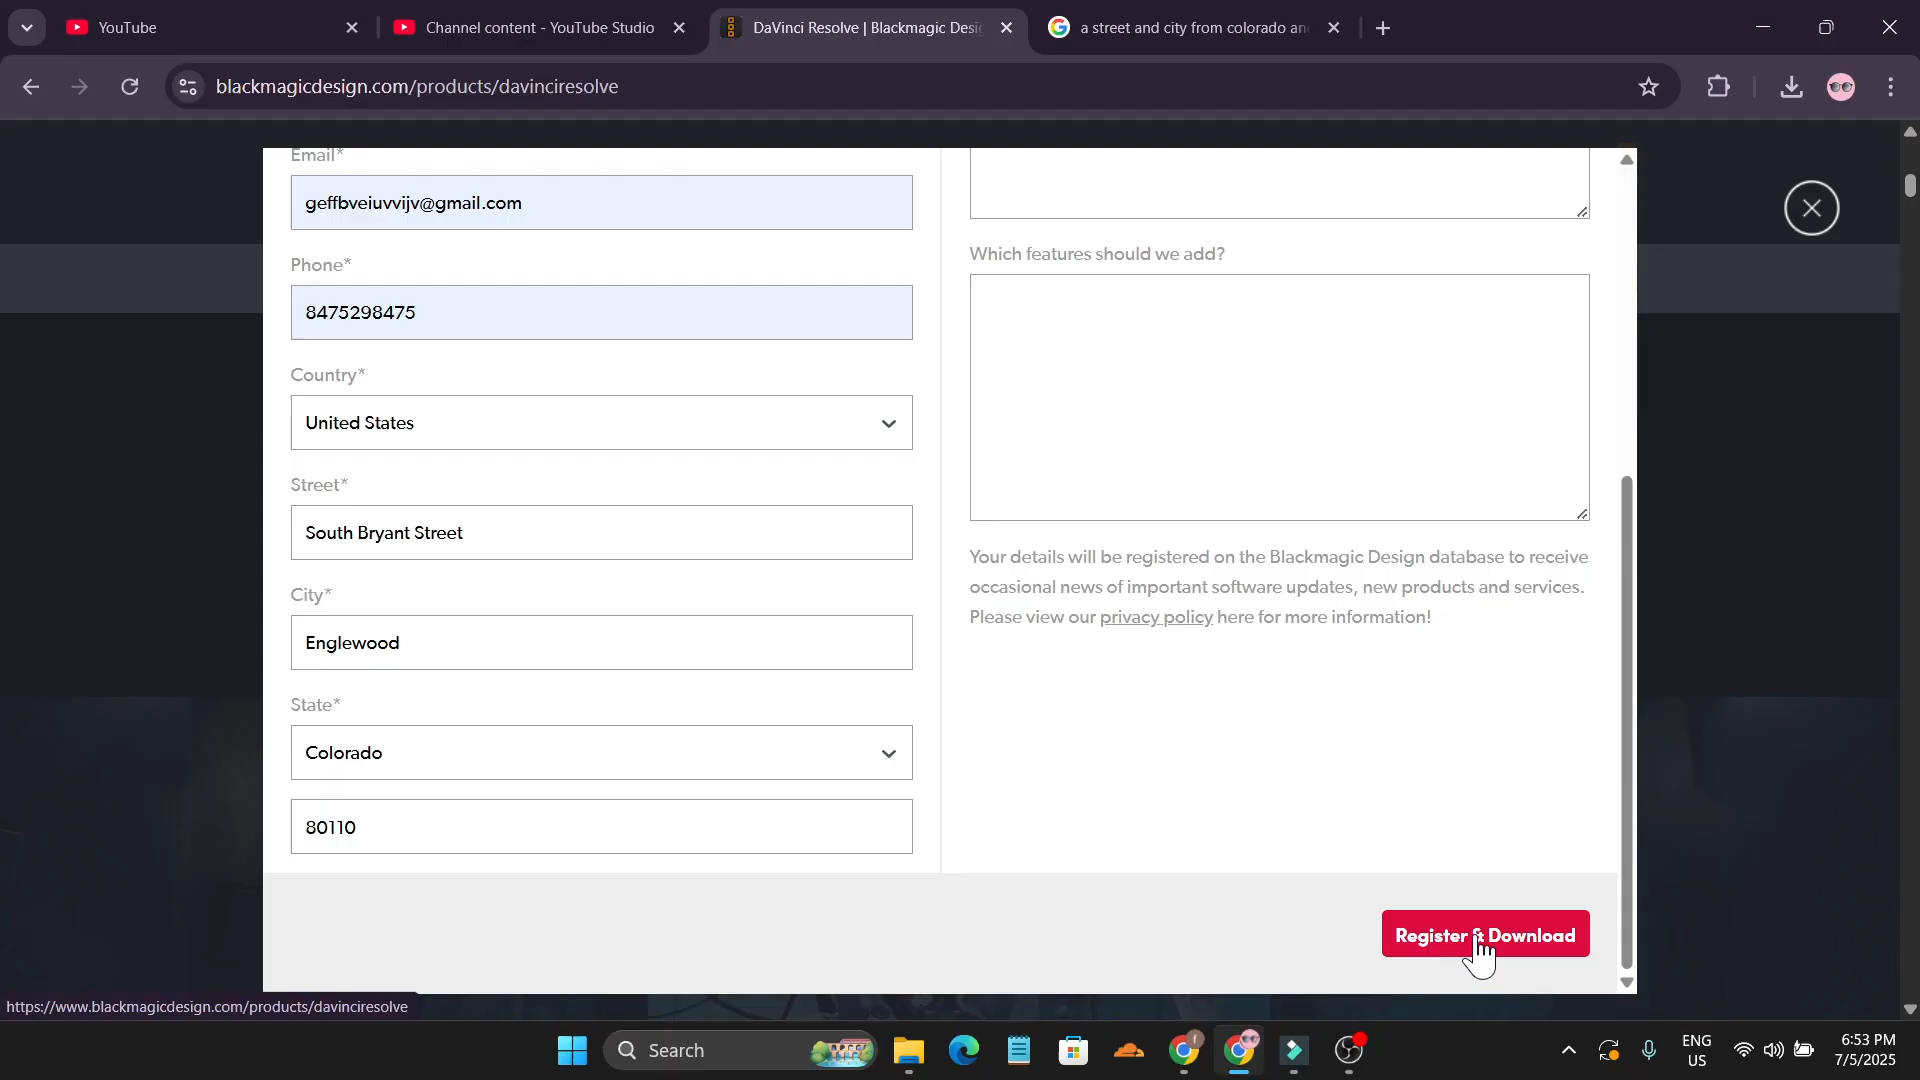 YouTube
Channel content - YouTube Studio
DaVinci Resolve | Blackmagic Desi
a street and city from colorado an
blackmagicdesign.com/products/davinciresolve
Email*
geffbveiuvvijv@gmail.com
Phone*
8475298475
Country*
United States
Street*
South Bryant Street
City*
Englewood
State*
Colorado
80110
Which features should we add?
Your details will be registered on the Blackmagic Design database to receive
occasional news of important software updates, new products and services.
Please view our privacy policy here for more information!
Register & Download
https://www.blackmagicdesign.com/products/davinciresolve
Search
ENG
US
6:53 PM
7/5/2025